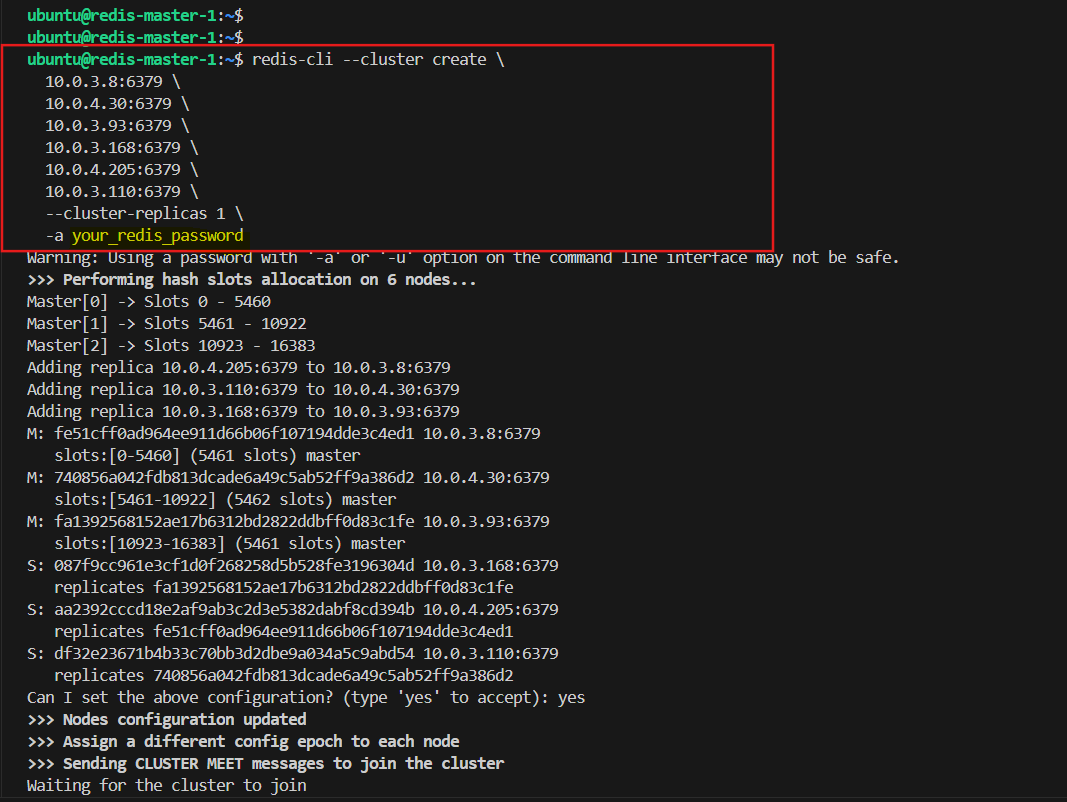 ubuntu@redis-master-1:~$
ubuntu@redis-master-1:~$
ubuntu@redis-master-1:~$ redis-cli --cluster create \
  10.0.3.8:6379 \
  10.0.4.30:6379 \
  10.0.3.93:6379 \
  10.0.3.168:6379 \
  10.0.4.205:6379 \
  10.0.3.110:6379 \
  --cluster-replicas 1 \
  -a your_redis_password
Warning: Using a password with '-a' or '-u' option on the command line interface may not be safe.
>>> Performing hash slots allocation on 6 nodes...
Master[0] -> Slots 0 - 5460
Master[1] -> Slots 5461 - 10922
Master[2] -> Slots 10923 - 16383
Adding replica 10.0.4.205:6379 to 10.0.3.8:6379
Adding replica 10.0.3.110:6379 to 10.0.4.30:6379
Adding replica 10.0.3.168:6379 to 10.0.3.93:6379
M: fe51cff0ad964ee911d66b06f107194dde3c4ed1 10.0.3.8:6379
   slots:[0-5460] (5461 slots) master
M: 740856a042fdb813dcade6a49c5ab52ff9a386d2 10.0.4.30:6379
   slots:[5461-10922] (5462 slots) master
M: fa1392568152ae17b6312bd2822ddbff0d83c1fe 10.0.3.93:6379
   slots:[10923-16383] (5461 slots) master
S: 087f9cc961e3cf1d0f268258d5b528fe3196304d 10.0.3.168:6379
   replicates fa1392568152ae17b6312bd2822ddbff0d83c1fe
S: aa2392cccd18e2af9ab3c2d3e5382dabf8cd394b 10.0.4.205:6379
   replicates fe51cff0ad964ee911d66b06f107194dde3c4ed1
S: df32e23671b4b33c70bb3d2dbe9a034a5c9abd54 10.0.3.110:6379
   replicates 740856a042fdb813dcade6a49c5ab52ff9a386d2
Can I set the above configuration? (type 'yes' to accept): yes
>>> Nodes configuration updated
>>> Assign a different config epoch to each node
>>> Sending CLUSTER MEET messages to join the cluster
Waiting for the cluster to join